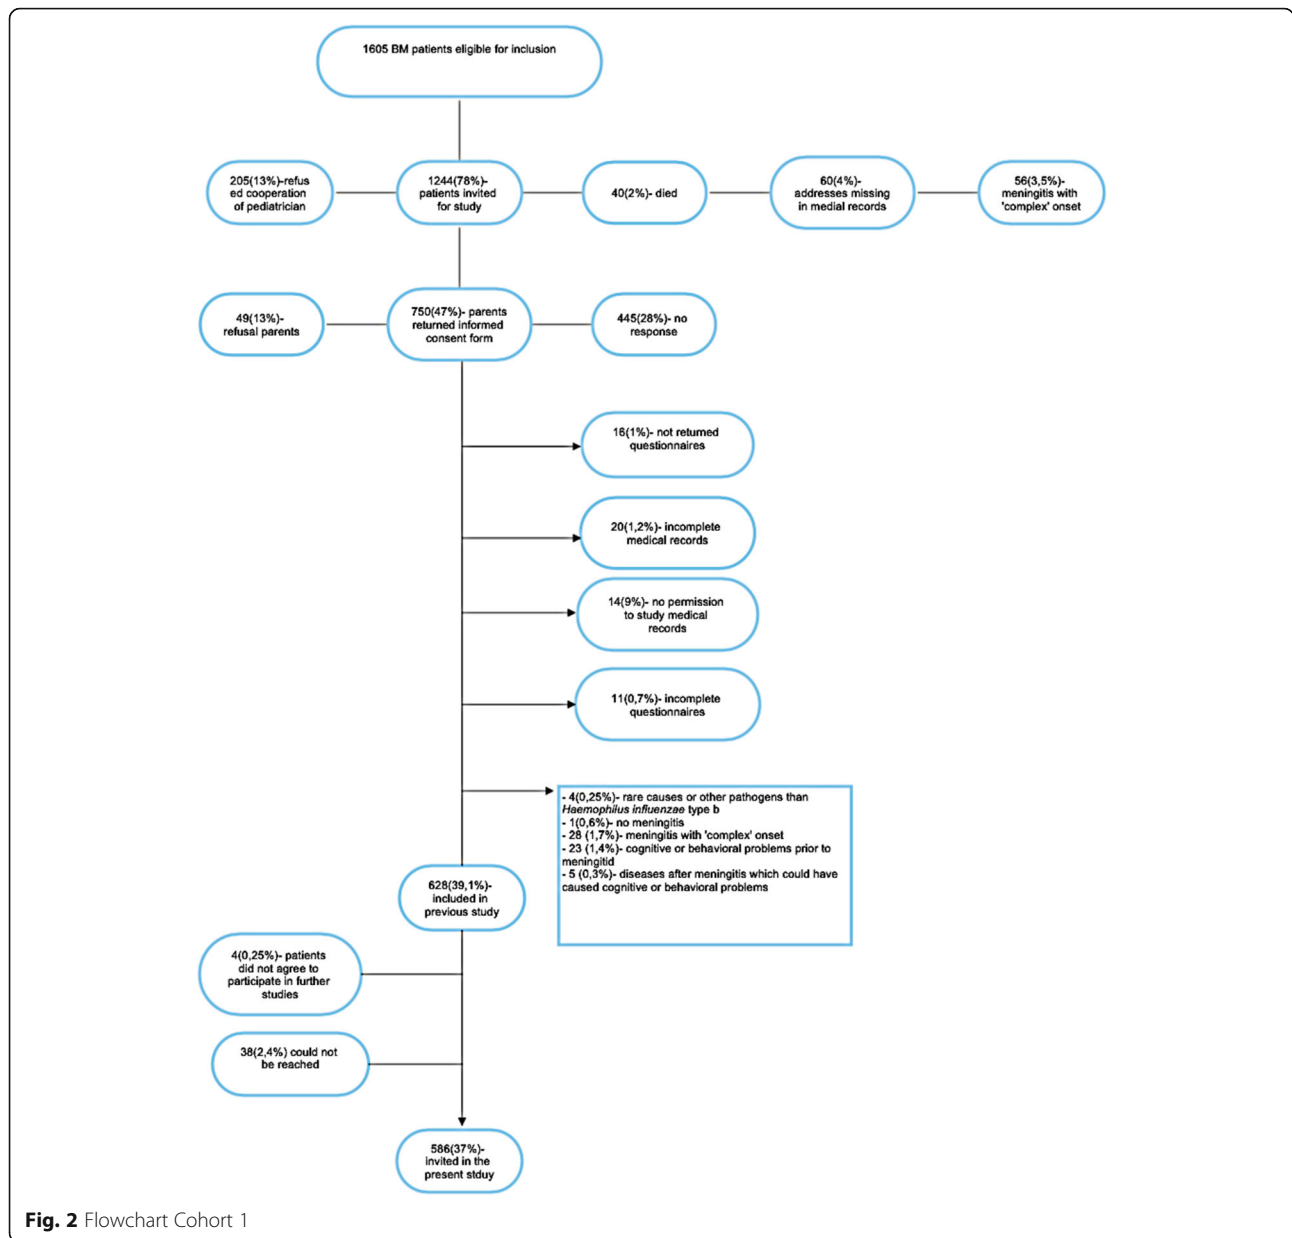 1605 BM patients eligible for inclusion
205(13%)-refus
ed cooperation
of pediatrician
1244(78%)-
patients invited
for study
40(2%)- died
60(4%)-
addresses missing
in medial records
56(3,5%)-
meningitis with
'complex' onset
49(13%)-
refusal parents
750(47%)- parents
returned informed
consent form
445(28%)- no
response
16(1%)- not returned
questionnaires
20(1,2%)- incomplete
medical records
14(9%)- no permission
to study medical
records
11(0,7%)- incomplete
questionnaires
- 4(0,25%)- rare causes or other pathogens than
Haemophilus influenzae type b
- 1(0,6%)- no meningitis
- 28 (1,7%)- meningitis with 'complex' onset
- 23 (1,4%)- cognitive or behavioral problems prior to
meningitid
- 5 (0,3%)- diseases after meningitis which could have
caused cognitive or behavioral problems
628(39,1%)-
included in
previous study
4(0,25%)- patients
did not agree to
participate in further
studies
38(2,4%) could not
be reached
586(37%)-
invited in the
present stduy
Fig. 2 Flowchart Cohort 1